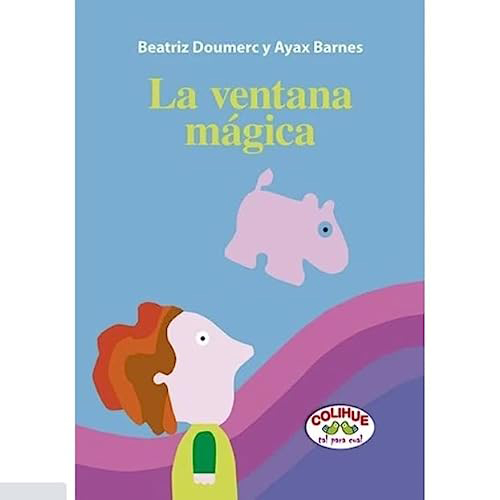 Beatriz Doumerc y Ayax Barnes
La ventana
mágica
COLIHUE
tal para cual